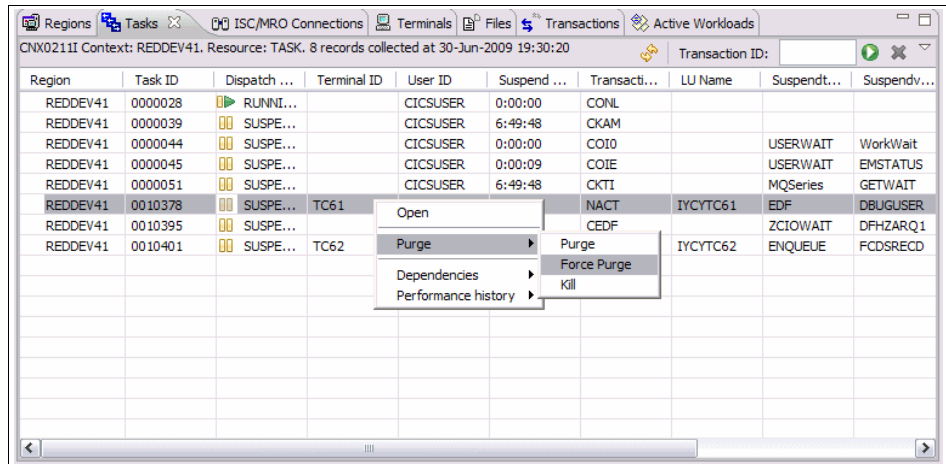 Regions Tasks ISC/MRO Connections Terminals Files Transactions Active Workloads
CNX0211I Context: REDDEV41. Resource: TASK. 8 records collected at 30-Jun-2009 19:30:20 Transaction ID:
Region Task ID Dispatch ... Terminal ID User ID Suspend ... Transacti... LU Name Suspendt... Suspendv...
REDDEV41 0000028 RUNNI... CICSUSER 0:00:00 CONL
REDDEV41 0000039 SUSPE... CICSUSER 6:49:48 CKAM
REDDEV41 0000044 SUSPE... CICSUSER 0:00:00 COI0 USERWAIT WorkWait
REDDEV41 0000045 SUSPE... CICSUSER 0:00:09 COIE USERWAIT EMSTATUS
REDDEV41 0000051 SUSPE... CICSUSER 6:49:48 CKTI MQSeries GETWAIT
REDDEV41 0010378 SUSPE... TC61 NACT IYCYTC61 EDF DBUGUSER
REDDEV41 0010395 SUSPE... CEDF ZCIOWAIT DFHZARQ1
REDDEV41 0010401 SUSPE... TC62 IYCYTC62 ENQUEUE FCDSRECD
Open
Purge
Dependencies
Performance history
Purge
Force Purge
Kill